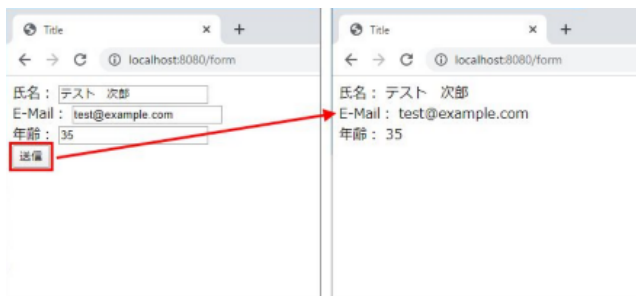 Title
localhost:8080/form
氏名： テスト　次郎
E-Mail： test@example.com
年齢： 35
送信
Title
localhost:8080/form
氏名： テスト　次郎
E-Mail： test@example.com
年齢： 35